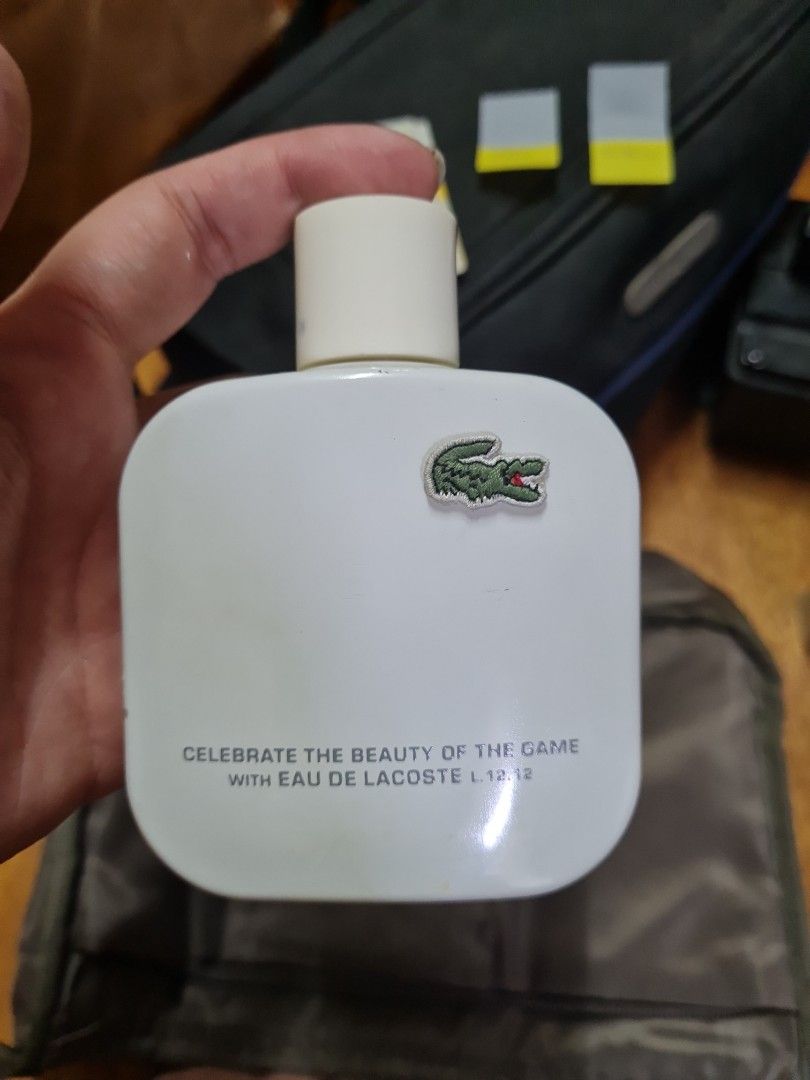 CELEBRATE THE BEAUTY OF THE GAME
WITH EAU DE LACOSTE L.12.12